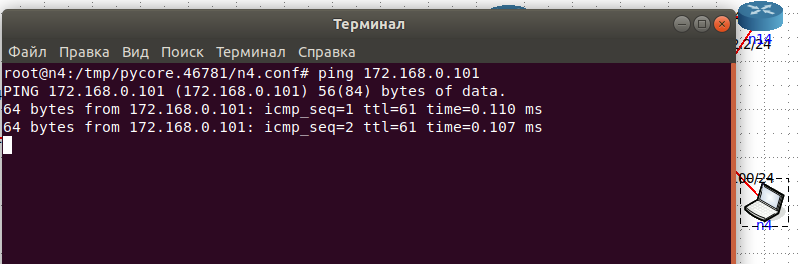 Терминал
Файл Правка Вид Поиск Терминал Справка
root@n4:/tmp/pycore.46781/n4.conf# ping 172.168.0.101
PING 172.168.0.101 (172.168.0.101) 56(84) bytes of data.
64 bytes from 172.168.0.101: icmp_seq=1 ttl=61 time=0.110 ms
64 bytes from 172.168.0.101: icmp_seq=2 ttl=61 time=0.107 ms
n14
2.2/24
00/24
n4